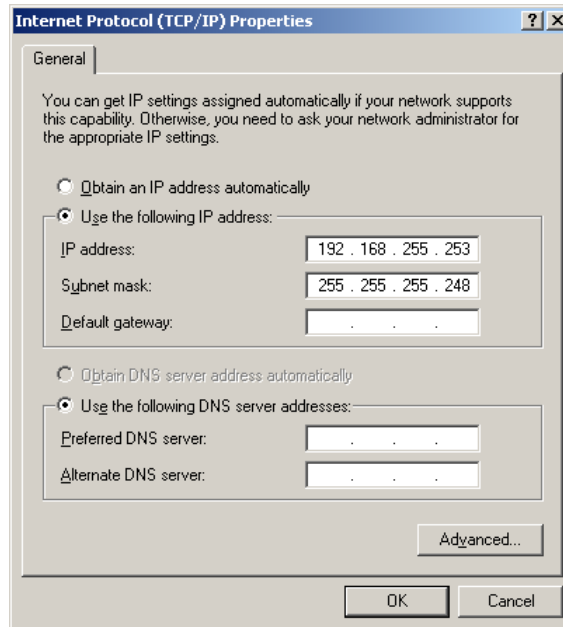 Internet Protocol (TCP/IP) Properties
General
You can get IP settings assigned automatically if your network supports
this capability. Otherwise, you need to ask your network administrator for
the appropriate IP settings.
Obtain an IP address automatically
Use the following IP address:
IP address: 192 . 168 . 255 . 253
Subnet mask: 255 . 255 . 255 . 248
Default gateway: . . .
Obtain DNS server address automatically
Use the following DNS server addresses:
Preferred DNS server: . . .
Alternate DNS server: . . .
Advanced...
OK Cancel